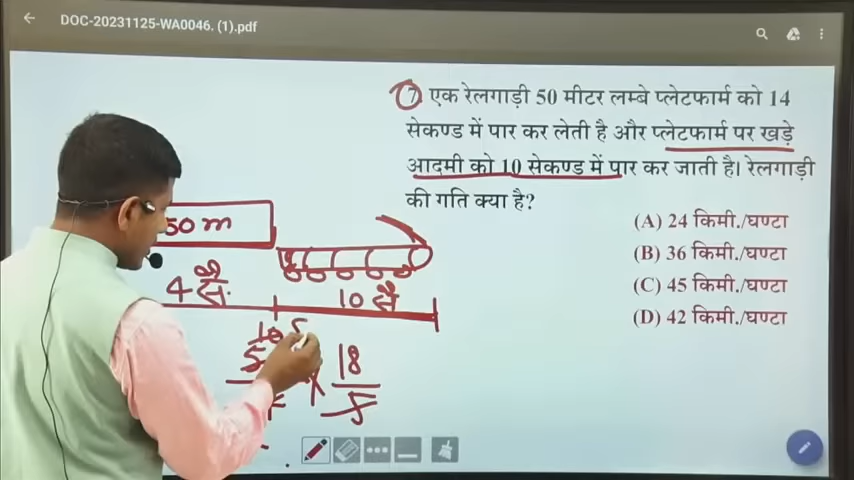 DOC-20231125-WA0046. (1).pdf
7 एक रेलगाड़ी 50 मीटर लम्बे प्लेटफार्म को 14
सेकण्ड में पार कर लेती है और प्लेटफार्म पर खड़े
आदमी को 10 सेकण्ड में पार कर जाती है। रेलगाड़ी
की गति क्या है?
(A) 24 किमी./घण्टा
(B) 36 किमी./घण्टा
(C) 45 किमी./घण्टा
(D) 42 किमी./घण्टा
50 m
4 सै.
10 सै
10
18
5